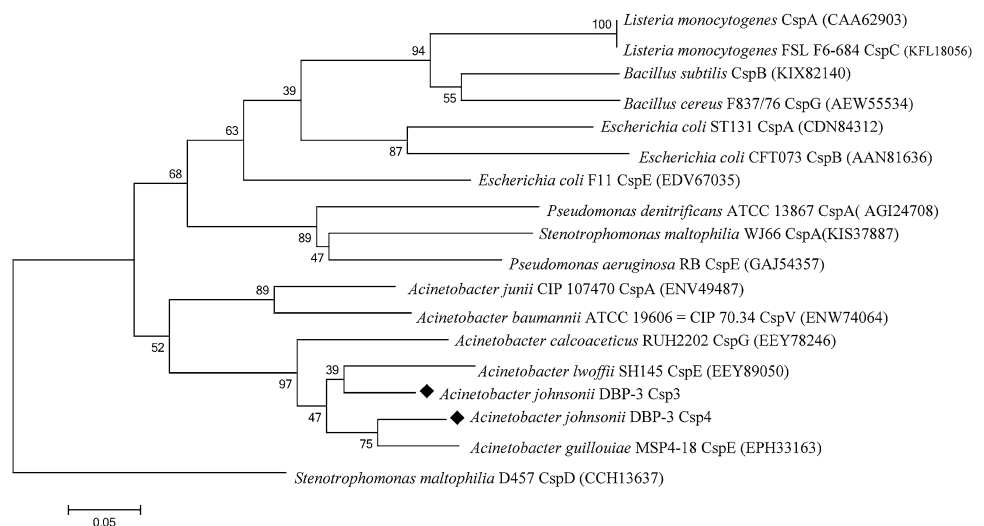 100
Listeria monocytogenes CspA (CAA62903)
94
Listeria monocytogenes FSL F6-684 CspC (KFL18056)
Bacillus subtilis CspB (KIX82140)
39
55
Bacillus cereus F837/76 CspG (AEW55534)
63
Escherichia coli ST131 CspA (CDN84312)
87
Escherichia coli CFT073 CspB (AAN81636)
68
Escherichia coli F11 CspE (EDV67035)
Pseudomonas denitrificans ATCC 13867 CspA( AGI24708)
89
Stenotrophomonas maltophilia WJ66 CspA(KIS37887)
47
Pseudomonas aeruginosa RB CspE (GAJ54357)
89
Acinetobacter junii CIP 107470 CspA (ENV49487)
Acinetobacter baumannii ATCC 19606 = CIP 70.34 CspV (ENW74064)
52
Acinetobacter calcoaceticus RUH2202 CspG (EEY78246)
39
Acinetobacter lwoffii SH145 CspE (EEY89050)
97
Acinetobacter johnsonii DBP-3 Csp3
47
Acinetobacter johnsonii DBP-3 Csp4
75
Acinetobacter guillouiae MSP4-18 CspE (EPH33163)
Stenotrophomonas maltophilia D457 CspD (CCH13637)
0.05